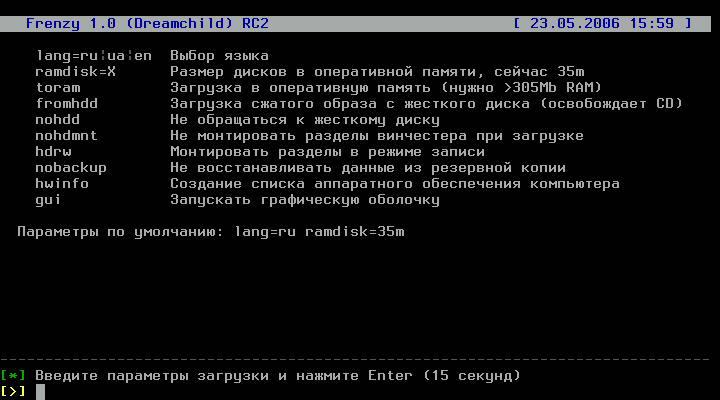 Frenzy 1.0 (Dreamchild) RC2 [ 23.05.2006 15:59 ]
lang=ru¦ua¦en Выбор языка
ramdisk=X Размер дисков в оперативной памяти, сейчас 35m
toram Загрузка в оперативную память (нужно >305Mb RAM)
fromhdd Загрузка сжатого образа с жесткого диска (освобождает CD)
nohdd Не обращаться к жесткому диску
nohdmnt Не монтировать разделы винчестера при загрузке
hdrw Монтировать разделы в режиме записи
nobackup Не восстанавливать данные из резервной копии
hwinfo Создание списка аппаратного обеспечения компьютера
gui Запускать графическую оболочку
Параметры по умолчанию: lang=ru ramdisk=35m
[*] Введите параметры загрузки и нажмите Enter (15 секунд)
[>]